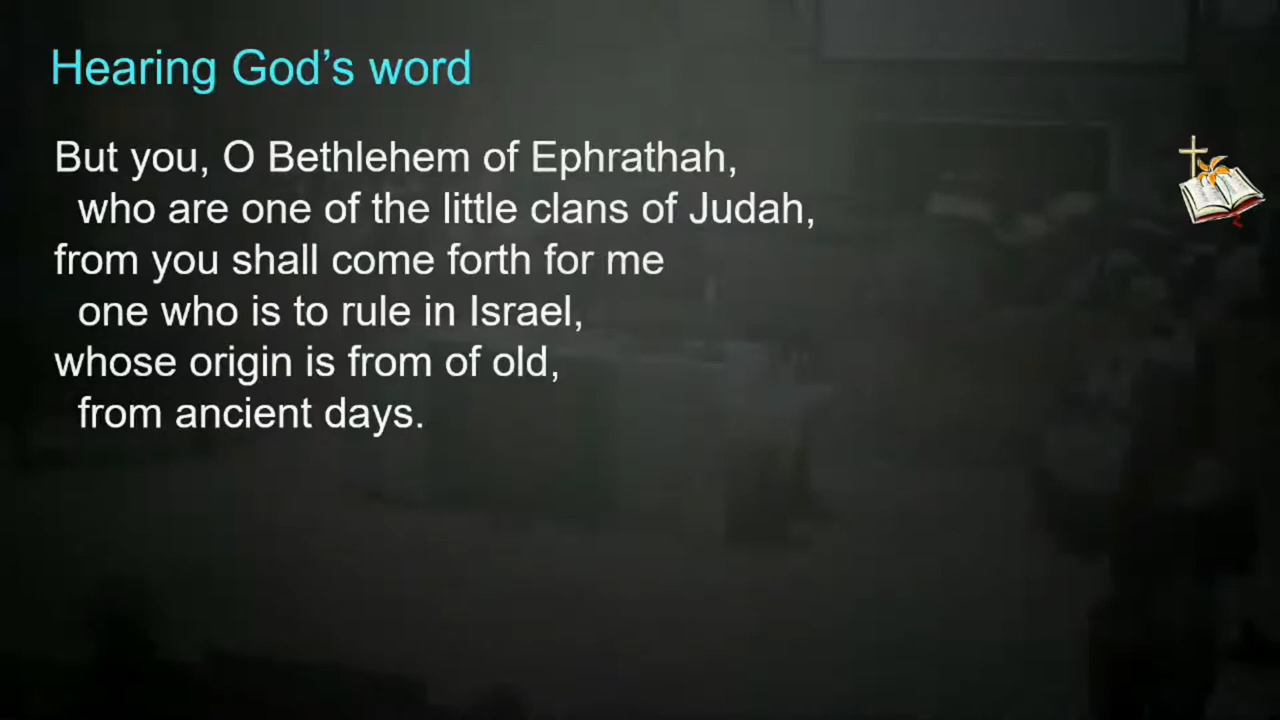 Hearing God’s word
But you, O Bethlehem of Ephrathah,
who are one of the little clans of Judah,
from you shall come forth for me
one who is to rule in Israel,
whose origin is from of old,
from ancient days.